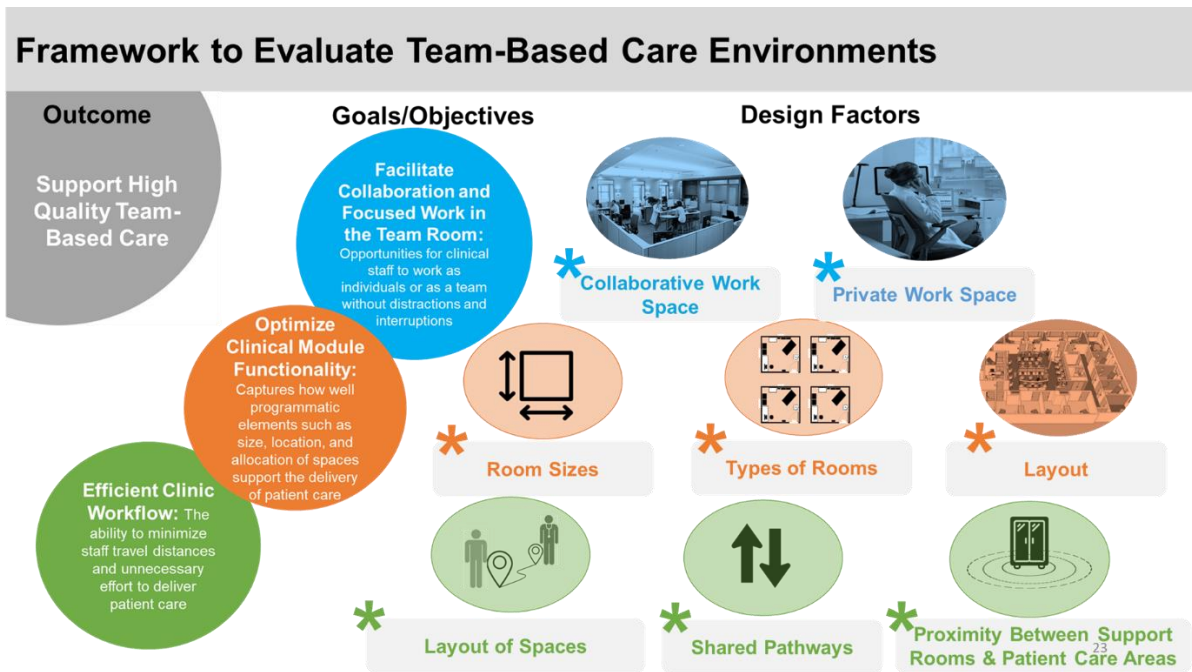 Framework to Evaluate Team-Based Care Environments
Outcome
Goals/Objectives
Design Factors
Support High
Quality Team-
Based Care
Facilitate
Collaboration and
Focused Work in
the Team Room:
Opportunities for clinical
staff to work as
individuals or as a team
without distractions and
interruptions
*
Collaborative Work
Space
*
Private Work Space
Optimize
Clinical Module
Functionality:
Captures how well
programmatic
elements such as
size, location, and
allocation of spaces
support the delivery
of patient care
*
Room Sizes
*
Types of Rooms
*
Layout
Efficient Clinic
Workflow: The
ability to minimize
staff travel distances
and unnecessary
effort to deliver
patient care
*
Layout of Spaces
*
Shared Pathways
*
Proximity Between Support
Rooms & Patient Care Areas
23